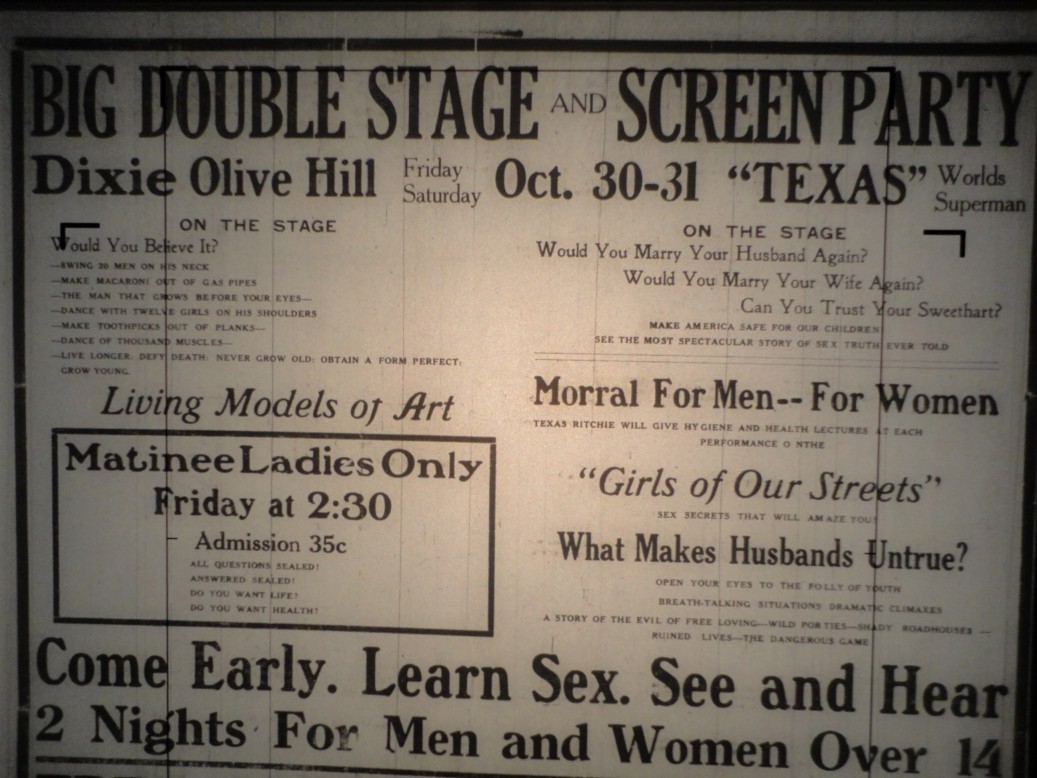 BIG DOUBLE STAGE AND SCREEN PARTY
Dixie Olive Hill Friday Saturday Oct. 30-31 "TEXAS" Worlds Superman
ON THE STAGE
Would You Believe It?
—SWING 20 MEN ON HIS NECK
—MAKE MACARONI OUT OF GAS PIPES
—THE MAN THAT GROWS BEFORE YOUR EYES—
—DANCE WITH TWELVE GIRLS ON HIS SHOULDERS
—MAKE TOOTHPICKS OUT OF PLANKS—
—DANCE OF THOUSAND MUSCLES—
—LIVE LONGER: DEFY DEATH: NEVER GROW OLD: OBTAIN A FORM PERFECT:
GROW YOUNG.
Living Models of Art
Matinee Ladies Only
Friday at 2:30
Admission 35c
ALL QUESTIONS SEALED!
ANSWERED SEALED!
DO YOU WANT LIFE?
DO YOU WANT HEALTH?
ON THE STAGE
Would You Marry Your Husband Again?
Would You Marry Your Wife Again?
Can You Trust Your Sweethart?
MAKE AMERICA SAFE FOR OUR CHILDREN
SEE THE MOST SPECTACULAR STORY OF SEX TRUTH EVER TOLD
Morral For Men-- For Women
TEXAS RITCHIE WILL GIVE HYGIENE AND HEALTH LECTURES AT EACH
PERFORMANCE O NTHE
"Girls of Our Streets"
SEX SECRETS THAT WILL AMAZE YOU!
What Makes Husbands Untrue?
OPEN YOUR EYES TO THE FOLLY OF YOUTH
BREATH-TALKING SITUATIONS DRAMATIC CLIMAXES
A STORY OF THE EVIL OF FREE LOVING—WILD PORTIES—SHADY ROADHOUSES —
RUINED LIVES—THE DANGEROUS GAME
Come Early. Learn Sex. See and Hear
2 Nights For Men and Women Over 14